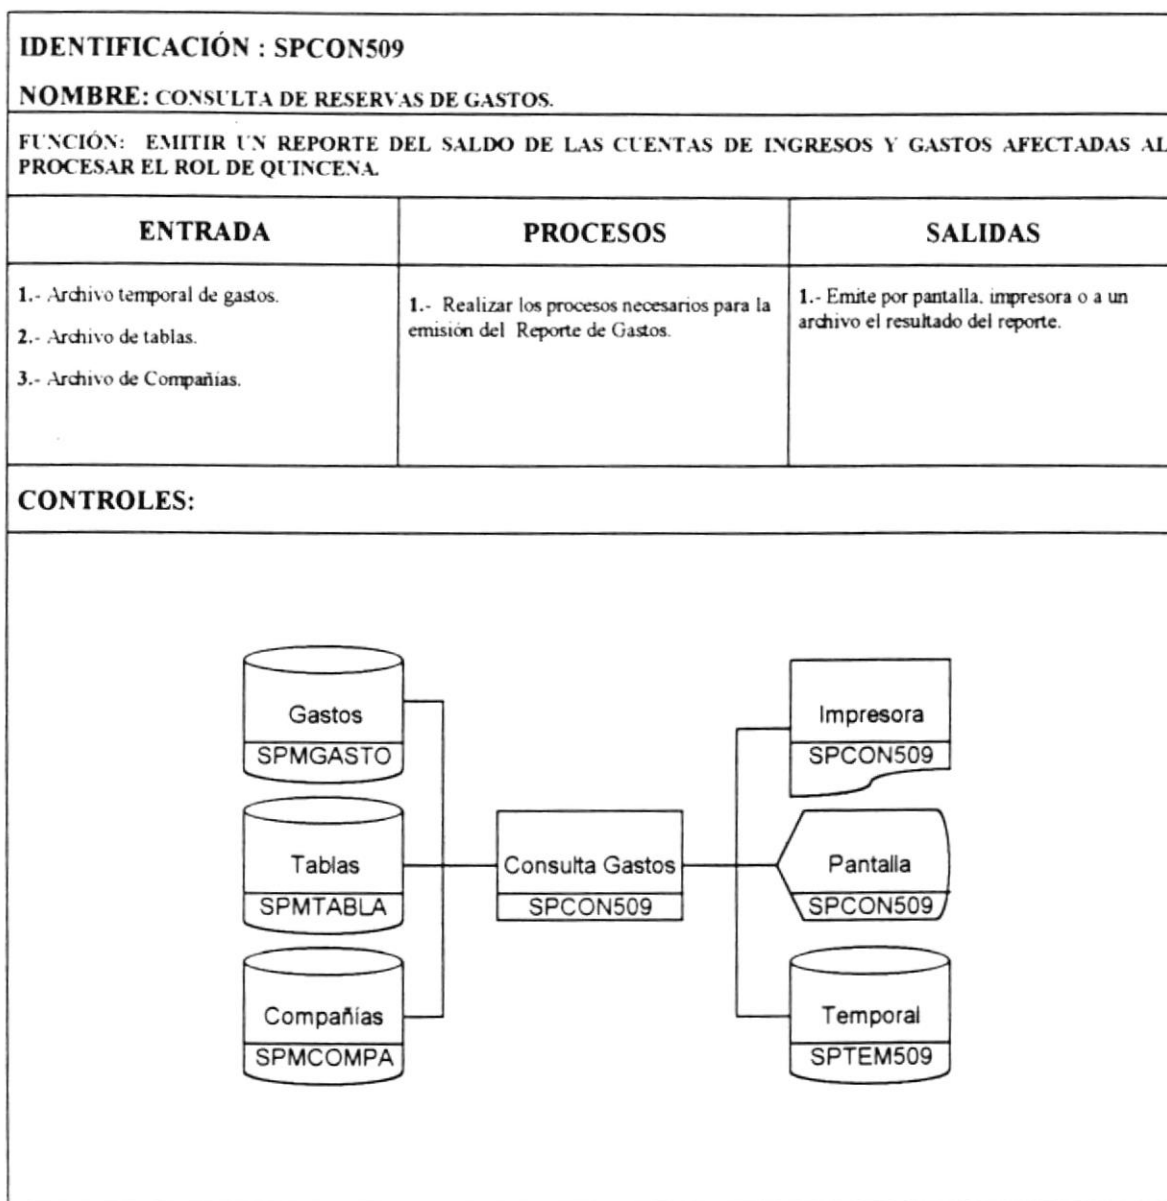 IDENTIFICACIÓN : SPCON509
NOMBRE: CONSULTA DE RESERVAS DE GASTOS.
FUNCIÓN: EMITIR UN REPORTE DEL SALDO DE LAS CUENTAS DE INGRESOS Y GASTOS AFECTADAS AL
PROCESAR EL ROL DE QUINCENA.
ENTRADA
PROCESOS
SALIDAS
1.- Archivo temporal de gastos.
2.- Archivo de tablas.
3.- Archivo de Compañias.
1.- Realizar los procesos necesarios para la
emisión del Reporte de Gastos.
1.- Emite por pantalla, impresora o a un
archivo el resultado del reporte.
CONTROLES:
Gastos
SPMGASTO
Tablas
SPMTABLA
Compañías
SPMCOMPA
Consulta Gastos
SPCON509
Impresora
SPCON509
Pantalla
SPCON509
Temporal
SPTEM509